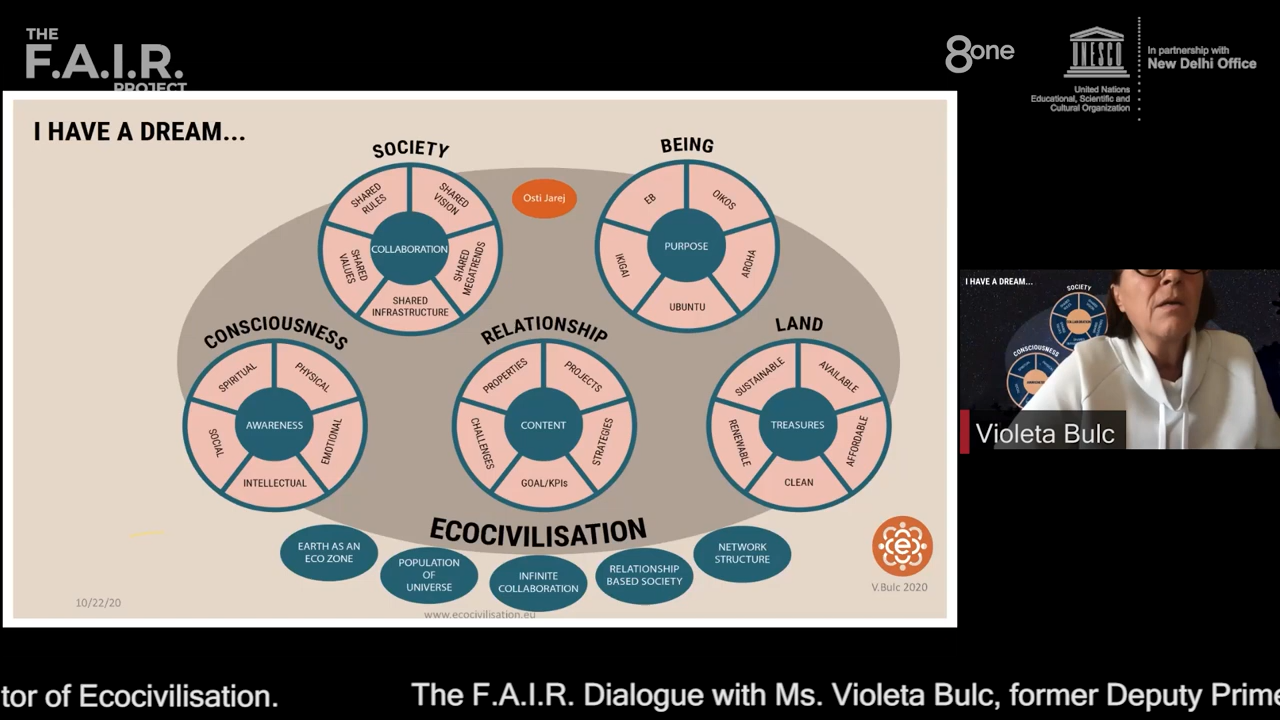 THE
F.A.I.R.
PROJECT
8one
UNESCO
United Nations
Educational, Scientific and
Cultural Organization
In partnership with
New Delhi Office
I HAVE A DREAM...
SOCIETY
SHARED
RULES
SHARED
VISION
SHARED
VALUES
COLLABORATION
SHARED
MEGATRENDS
SHARED
INFRASTRUCTURE
Osti Jarej
BEING
EB
OIKOS
IKIGAI
PURPOSE
AROHA
UBUNTU
CONSCIOUSNESS
SPIRITUAL
PHYSICAL
SOCIAL
AWARENESS
EMOTIONAL
INTELLECTUAL
RELATIONSHIP
PROPERTIES
PROJECTS
CHALLENGES
CONTENT
STRATEGIES
GOAL/KPIs
LAND
SUSTAINABLE
AVAILABLE
RENEWABLE
TREASURES
AFFORDABLE
CLEAN
ECOCIVILISATION
EARTH AS AN
ECO ZONE
POPULATION
OF
UNIVERSE
INFINITE
COLLABORATION
RELATIONSHIP
BASED SOCIETY
NETWORK
STRUCTURE
e
V.Bulc 2020
10/22/20
www.ecocivilisation.eu
I HAVE A DREAM...
SOCIETY
CONSCIOUSNESS
Violeta Bulc
tor of Ecocivilisation.
The F.A.I.R. Dialogue with Ms. Violeta Bulc, former Deputy Prime